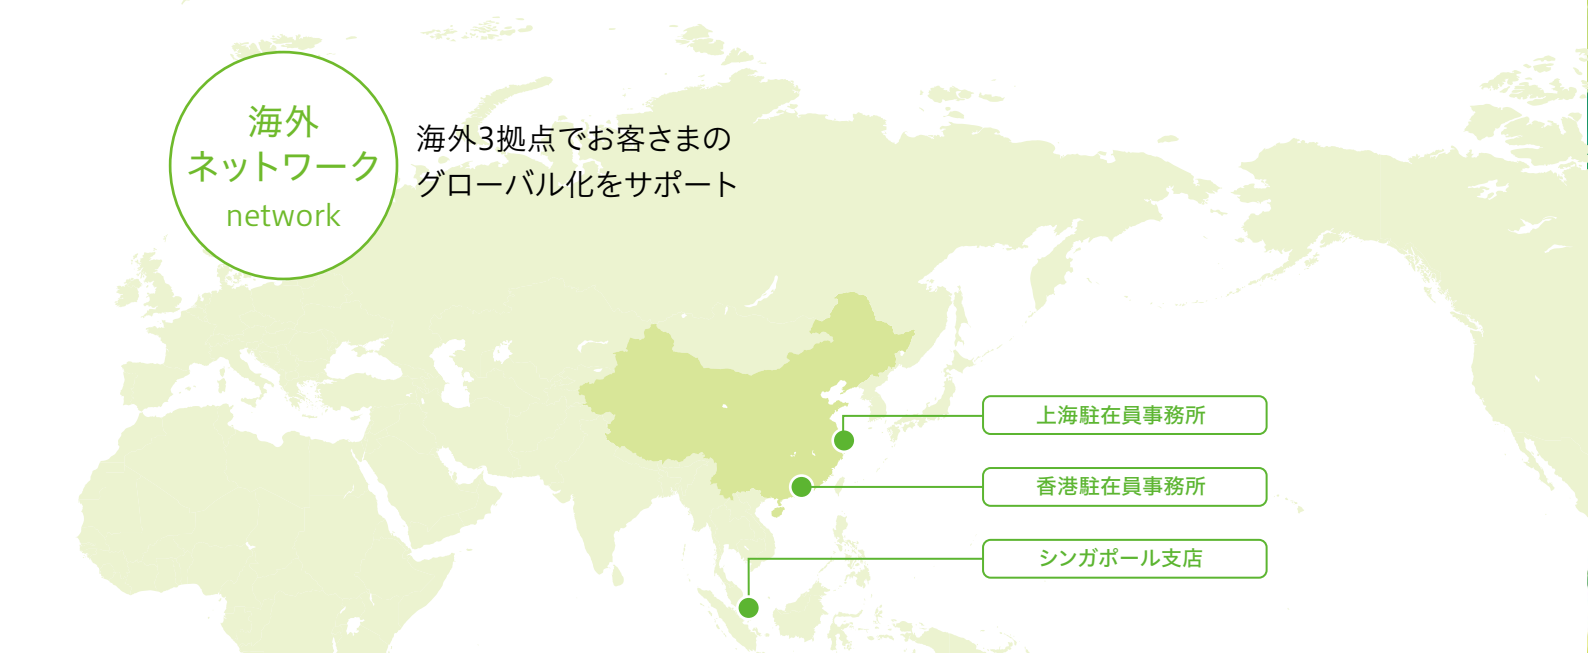 海外
ネットワーク
network
海外3拠点でお客さまの
グローバル化をサポート
上海駐在員事務所
香港駐在員事務所
シンガポール支店